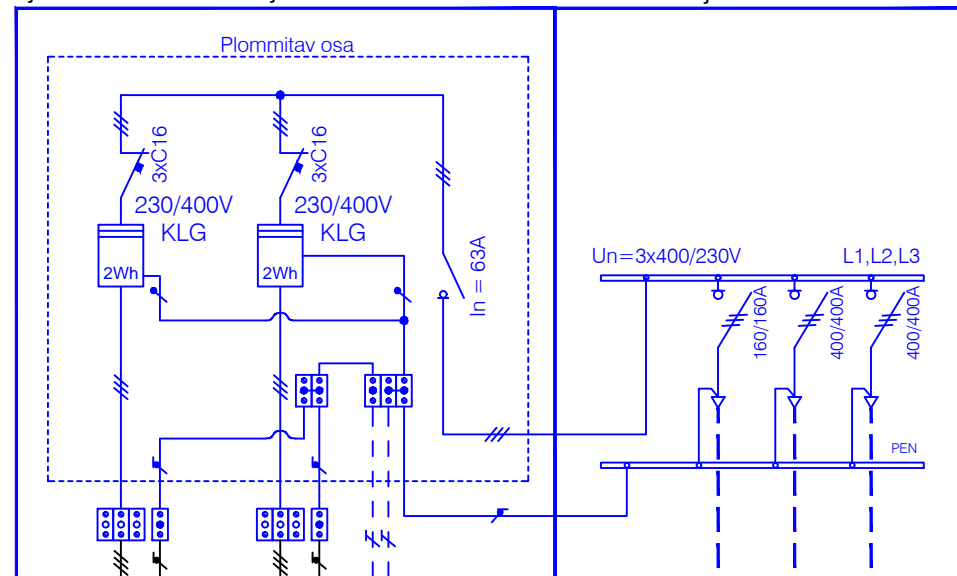 Plommitav osa
3xC16
3xC16
230/400V
KLG
230/400V
KLG
2Wh
2Wh
In = 63A
Un=3x400/230V
L1,L2,L3
160/160A
400/400A
400/400A
PEN